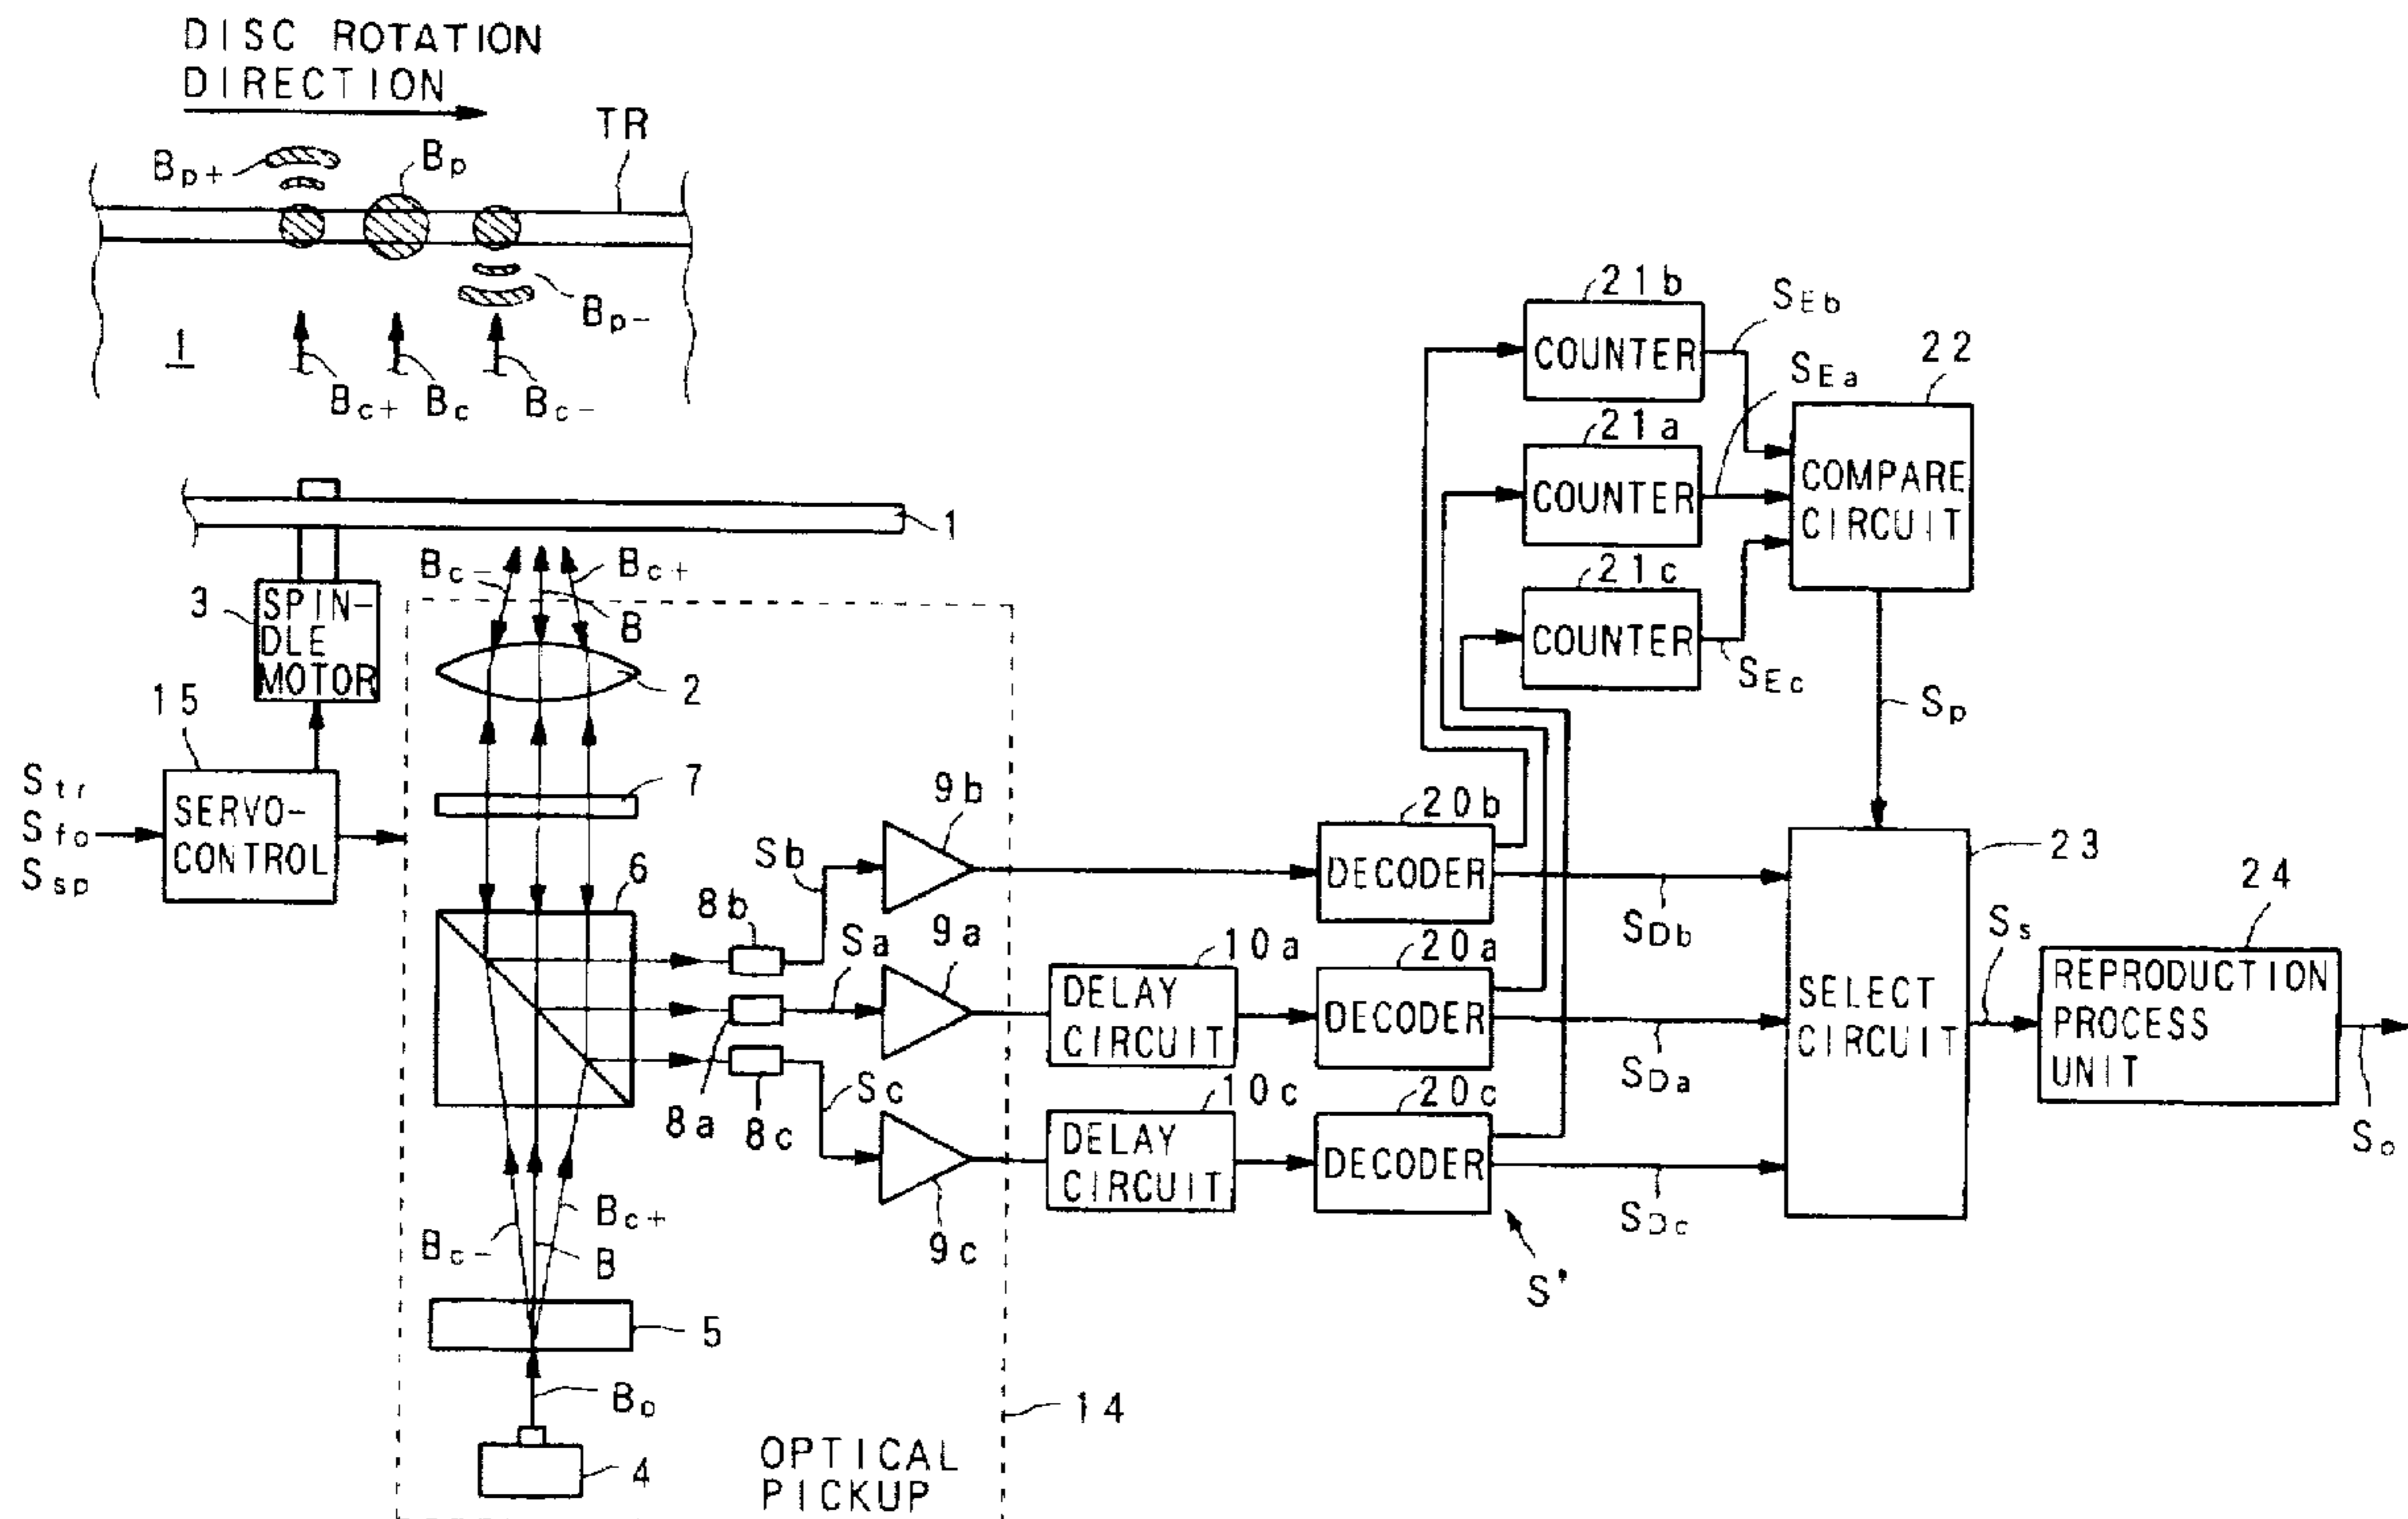 DISC ROTATION
DIRECTION
TR
Bp+
Bp
Bp-
1
Bc+
Bc
Bc-
1
Bc-
Bc+
B
3
SPIN-
DLE
MOTOR
2
15
Str
Sfo
Ssp
SERVO-
CONTROL
7
6
8b
Sb
9b
Sa
9a
8a
8c
Sc
9c
10a
DELAY
CIRCUIT
10c
DELAY
CIRCUIT
20b
DECODER
20a
DECODER
20c
DECODER
S'
21b
COUNTER
21a
COUNTER
21c
COUNTER
SEb
SEa
SEc
22
COMPARE
CIRCUIT
Sp
SDb
SDa
SDc
23
SELECT
CIRCUIT
Ss
24
REPRODUCTION
PROCESS
UNIT
So
Bc-
Bc+
B
5
Bo
4
14
OPTICAL
PICKUP